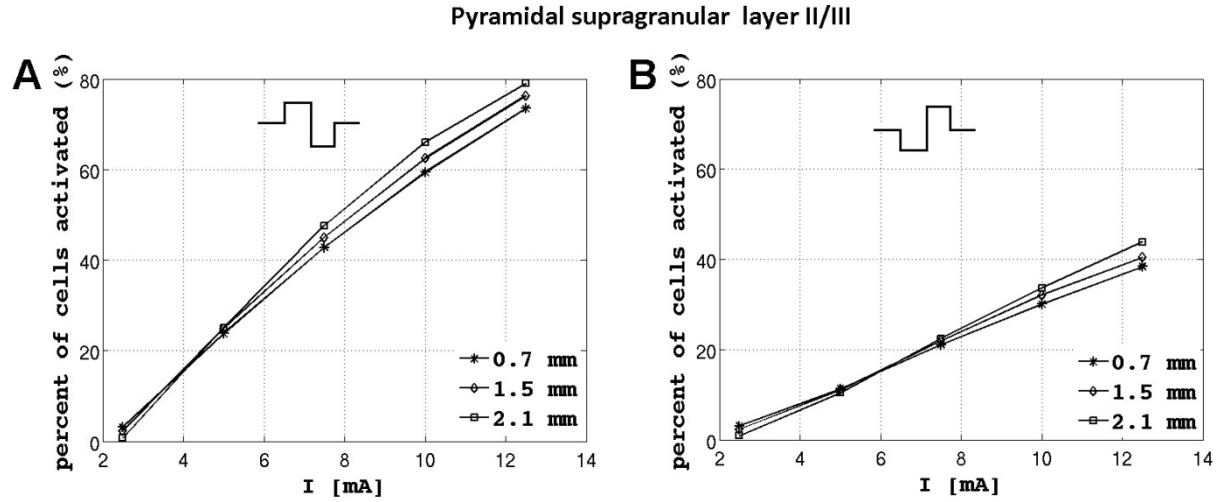 Pyramidal supragranular layer II/III
A
percent of cells activated (%)
80
60
40
20
0
2 4 6 8 10 12 14
I [mA]
0.7 mm
1.5 mm
2.1 mm
B
percent of cells activated (%)
80
60
40
20
0
2 4 6 8 10 12 14
I [mA]
0.7 mm
1.5 mm
2.1 mm